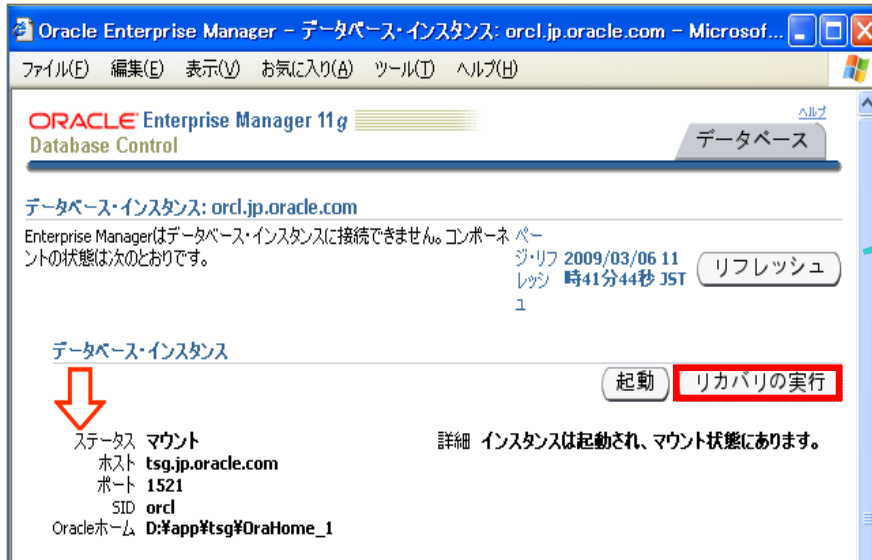 Oracle Enterprise Manager - データベース・インスタンス: orcl.jp.oracle.com - Microsof...
ファイル(F) 編集(E) 表示(V) お気に入り(A) ツール(T) ヘルプ(H)
ヘルプ
ORACLE Enterprise Manager 11g
Database Control
データベース
データベース・インスタンス: orcl.jp.oracle.com
Enterprise Managerはデータベース・インスタンスに接続できません。コンポーネ
ントの状態は次のとおりです。
ペー
ジ・リフ
レッシ
ュ
2009/03/06 11
時41分44秒 JST
リフレッシュ
データベース・インスタンス
起動 リカバリの実行
ステータス マウント
ホスト tsg.jp.oracle.com
ポート 1521
SID orcl
Oracleホーム D:¥app¥tsg¥OraHome_1
詳細 インスタンスは起動され、マウント状態にあります。